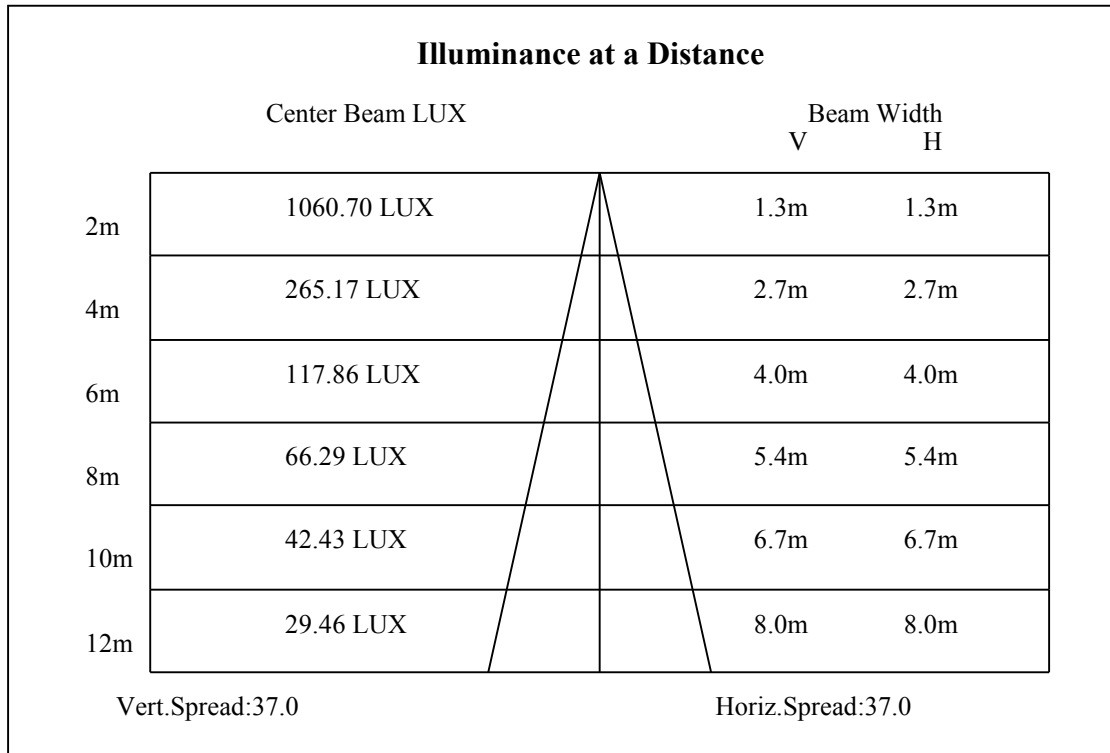 Illuminance at a Distance
Center Beam LUX Beam Width
V H
2m 1060.70 LUX 1.3m 1.3m
4m 265.17 LUX 2.7m 2.7m
6m 117.86 LUX 4.0m 4.0m
8m 66.29 LUX 5.4m 5.4m
10m 42.43 LUX 6.7m 6.7m
12m 29.46 LUX 8.0m 8.0m
Vert.Spread:37.0 Horiz.Spread:37.0